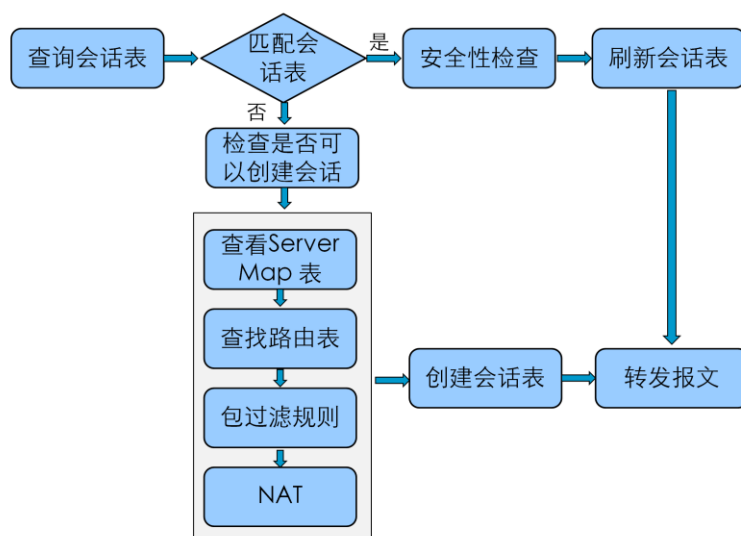 查询会话表
匹配会
话表
是
安全性检查
刷新会话表
否
检查是否可
以创建会话
查看Server
Map 表
查找路由表
包过滤规则
NAT
创建会话表
转发报文